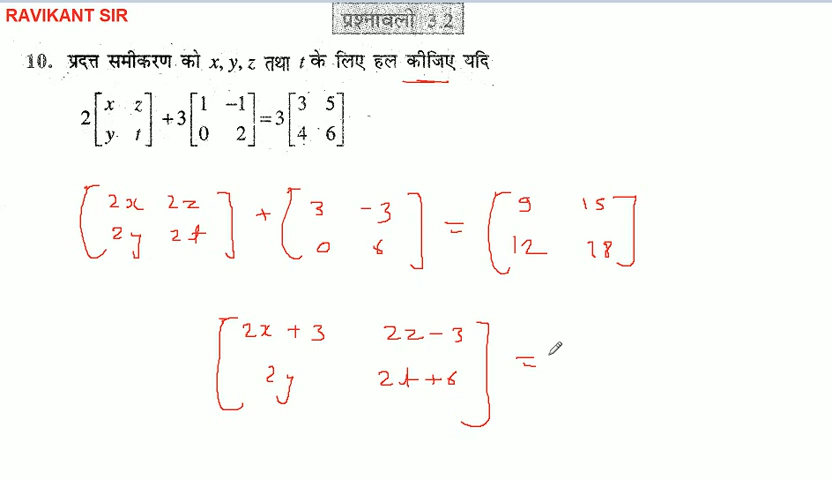 RAVIKANT SIR
प्रश्नावली 3.2
10. प्रदत्त समीकरण को x, y, z तथा t के लिए हल कीजिए यदि
2[x z; y t] + 3[1 −1; 0 2] = 3[3 5; 4 6]
[2x 2z; 2y 2t] + [3 -3; 0 6] = [9 15; 12 18]
[2x + 3 2z - 3; 2y 2t + 6] =